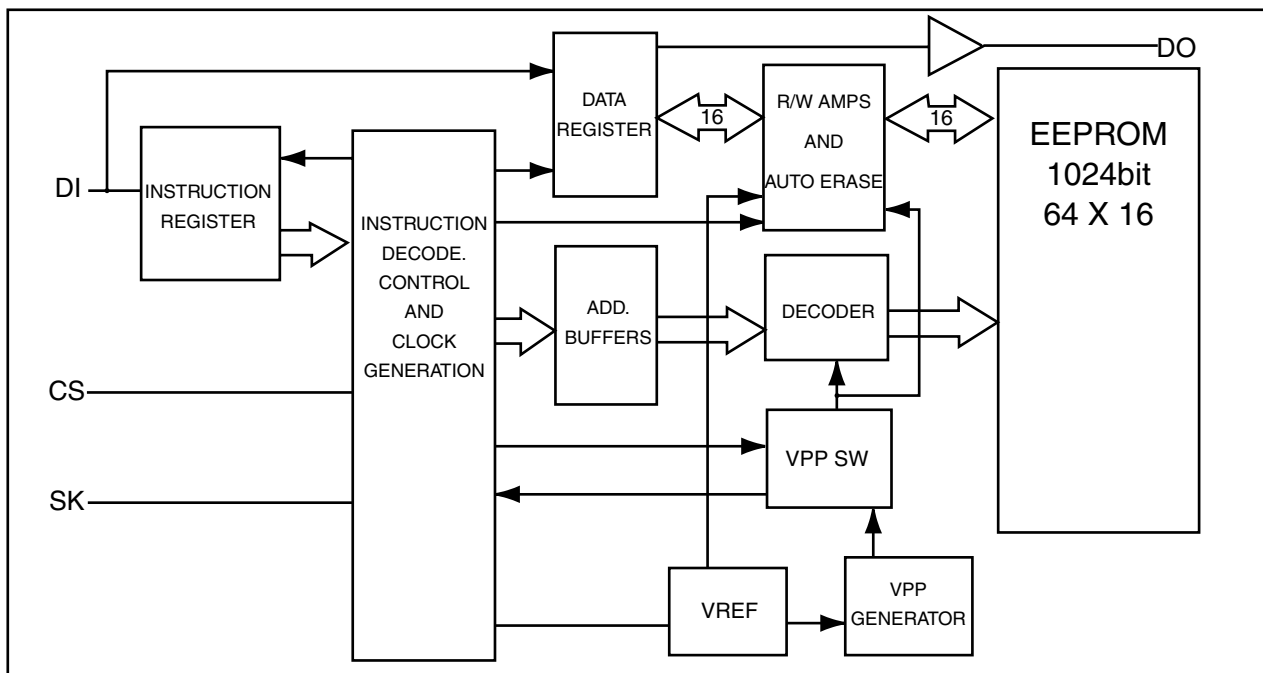 DO
DATA
REGISTER
16
R/W AMPS
AND
AUTO ERASE
16
EEPROM
1024bit
64 X 16
DI
INSTRUCTION
REGISTER
INSTRUCTION
DECODE.
CONTROL
AND
CLOCK
GENERATION
ADD.
BUFFERS
DECODER
CS
SK
VPP SW
VREF
VPP
GENERATOR